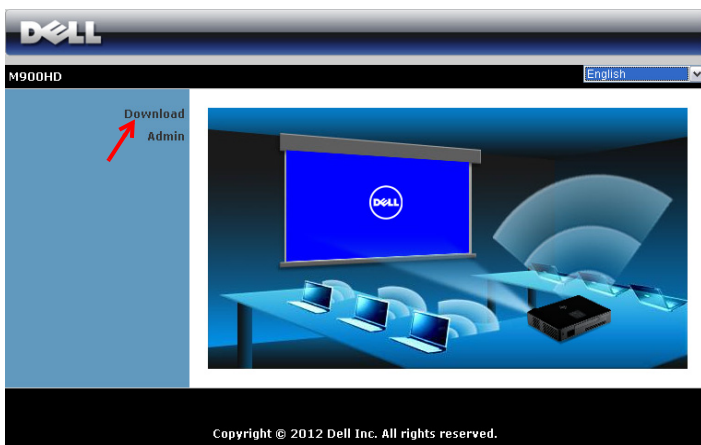 DELL
M900HD
English
Download
Admin
DELL
Copyright © 2012 Dell Inc. All rights reserved.